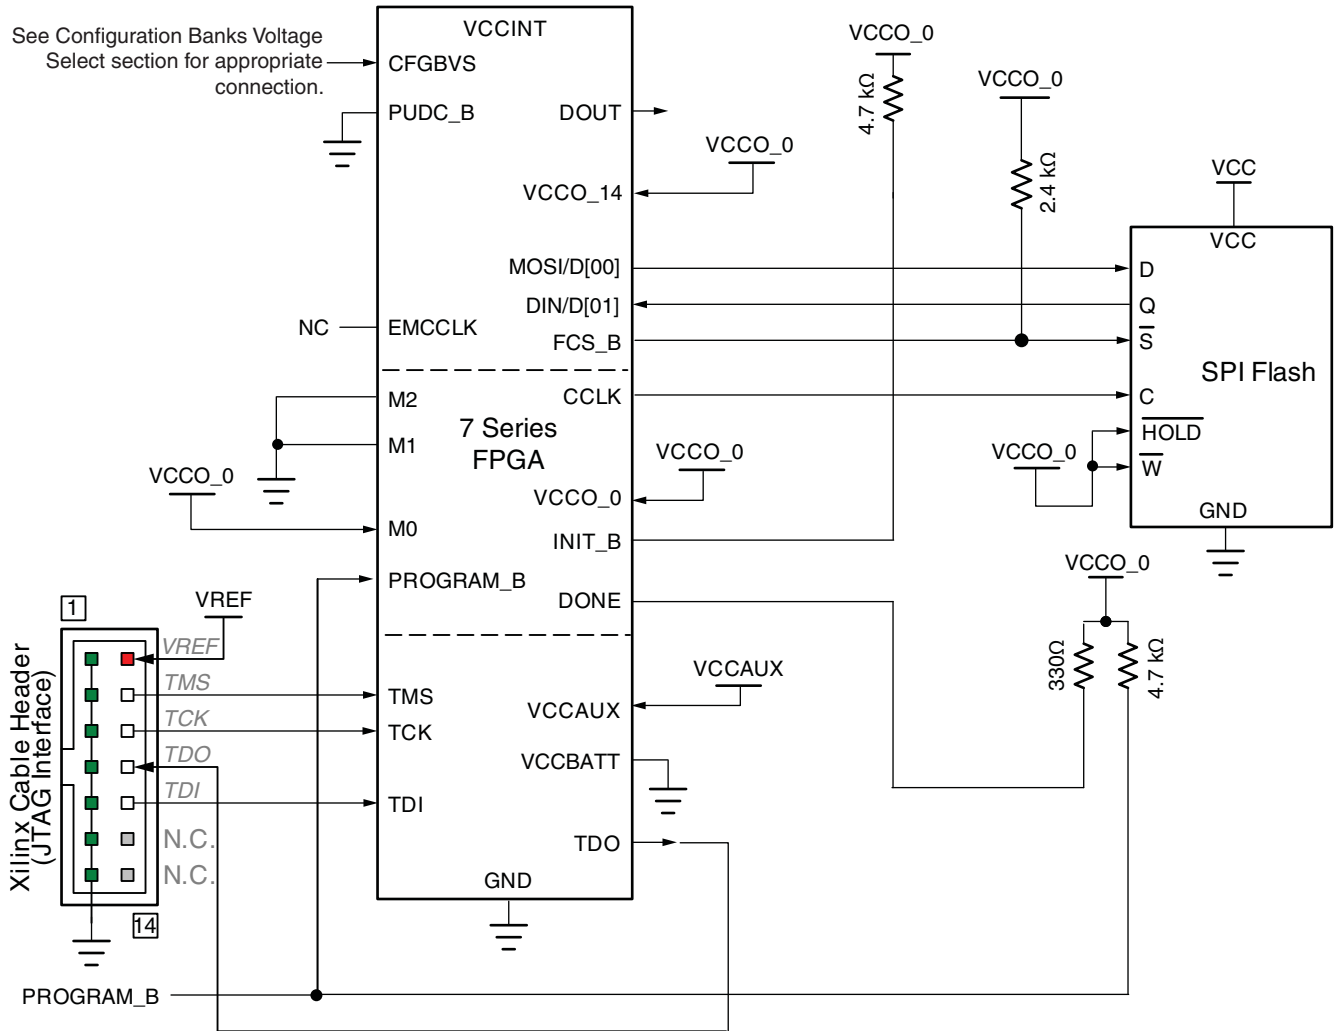 See Configuration Banks Voltage
Select section for appropriate
connection.
VCCINT
CFGBVS
PUDC_B
DOUT
VCCO_0
VCCO_14
MOSI/D[00]
DIN/D[01]
NC
EMCCLK
FCS_B
M2
CCLK
M1
7 Series
FPGA
VCCO_0
VCCO_0
VCCO_0
M0
INIT_B
PROGRAM_B
DONE
VCCO_0
4.7 kΩ
VCCO_0
2.4 kΩ
VCC
VCC
D
Q
S
SPI Flash
C
HOLD
VCCO_0
W
GND
VCCO_0
330Ω
4.7 kΩ
1
VREF
VREF
TMS
TCK
TDO
TDI
N.C.
N.C.
14
Xilinx Cable Header
(JTAG Interface)
TMS
TCK
TDI
VCCAUX
VCCAUX
VCCBATT
TDO
GND
PROGRAM_B